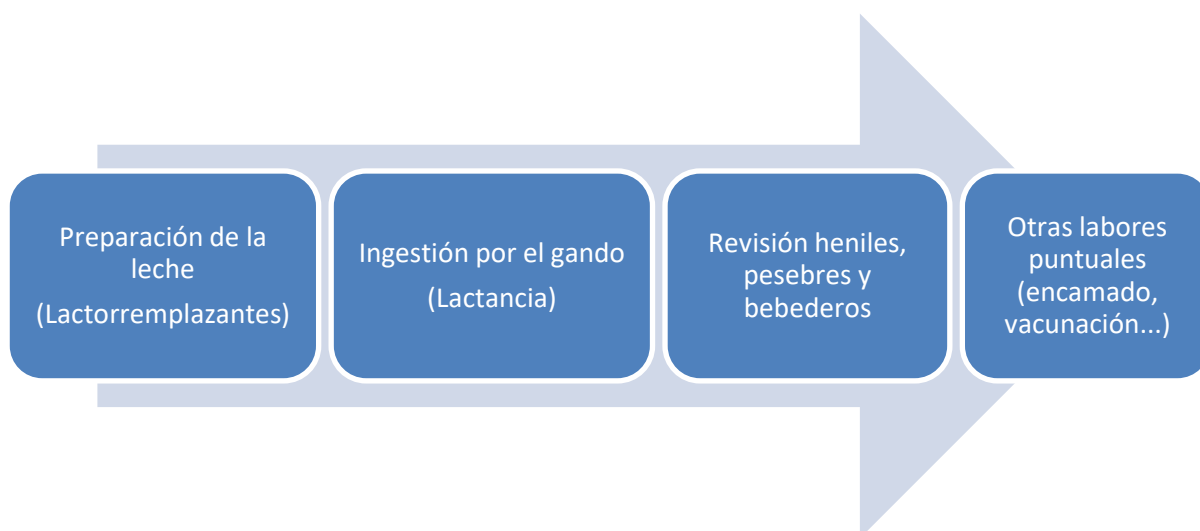 Preparación de la
leche
(Lactorremplazantes)
Ingestión por el gando
(Lactancia)
Revisión heniles,
pesebres y
bebederos
Otras labores
puntuales
(encamado,
vacunación...)